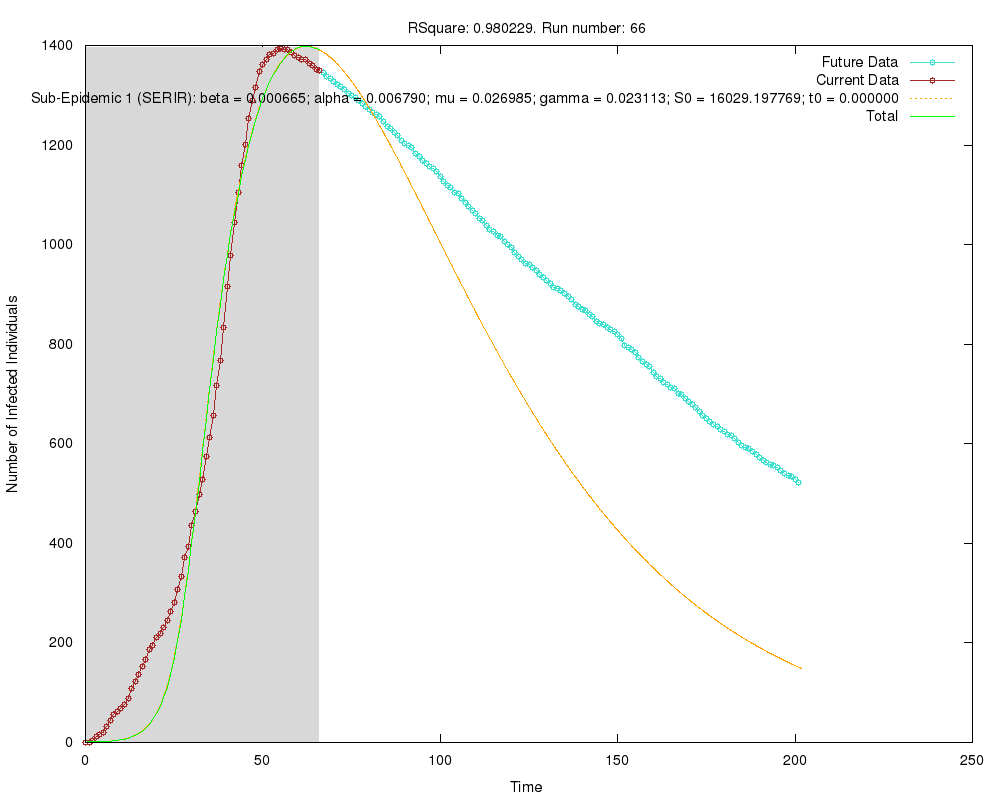 RSquare: 0.980229. Run number: 66
1400
1200
1000
800
600
400
200
0
Number of Infected Individuals
Future Data
Current Data
Sub-Epidemic 1 (SERIR): beta = 0.000665; alpha = 0.006790; mu = 0.026985; gamma = 0.023113; S0 = 16029.197769; t0 = 0.000000
Total
0 50 100 150 200 250
Time